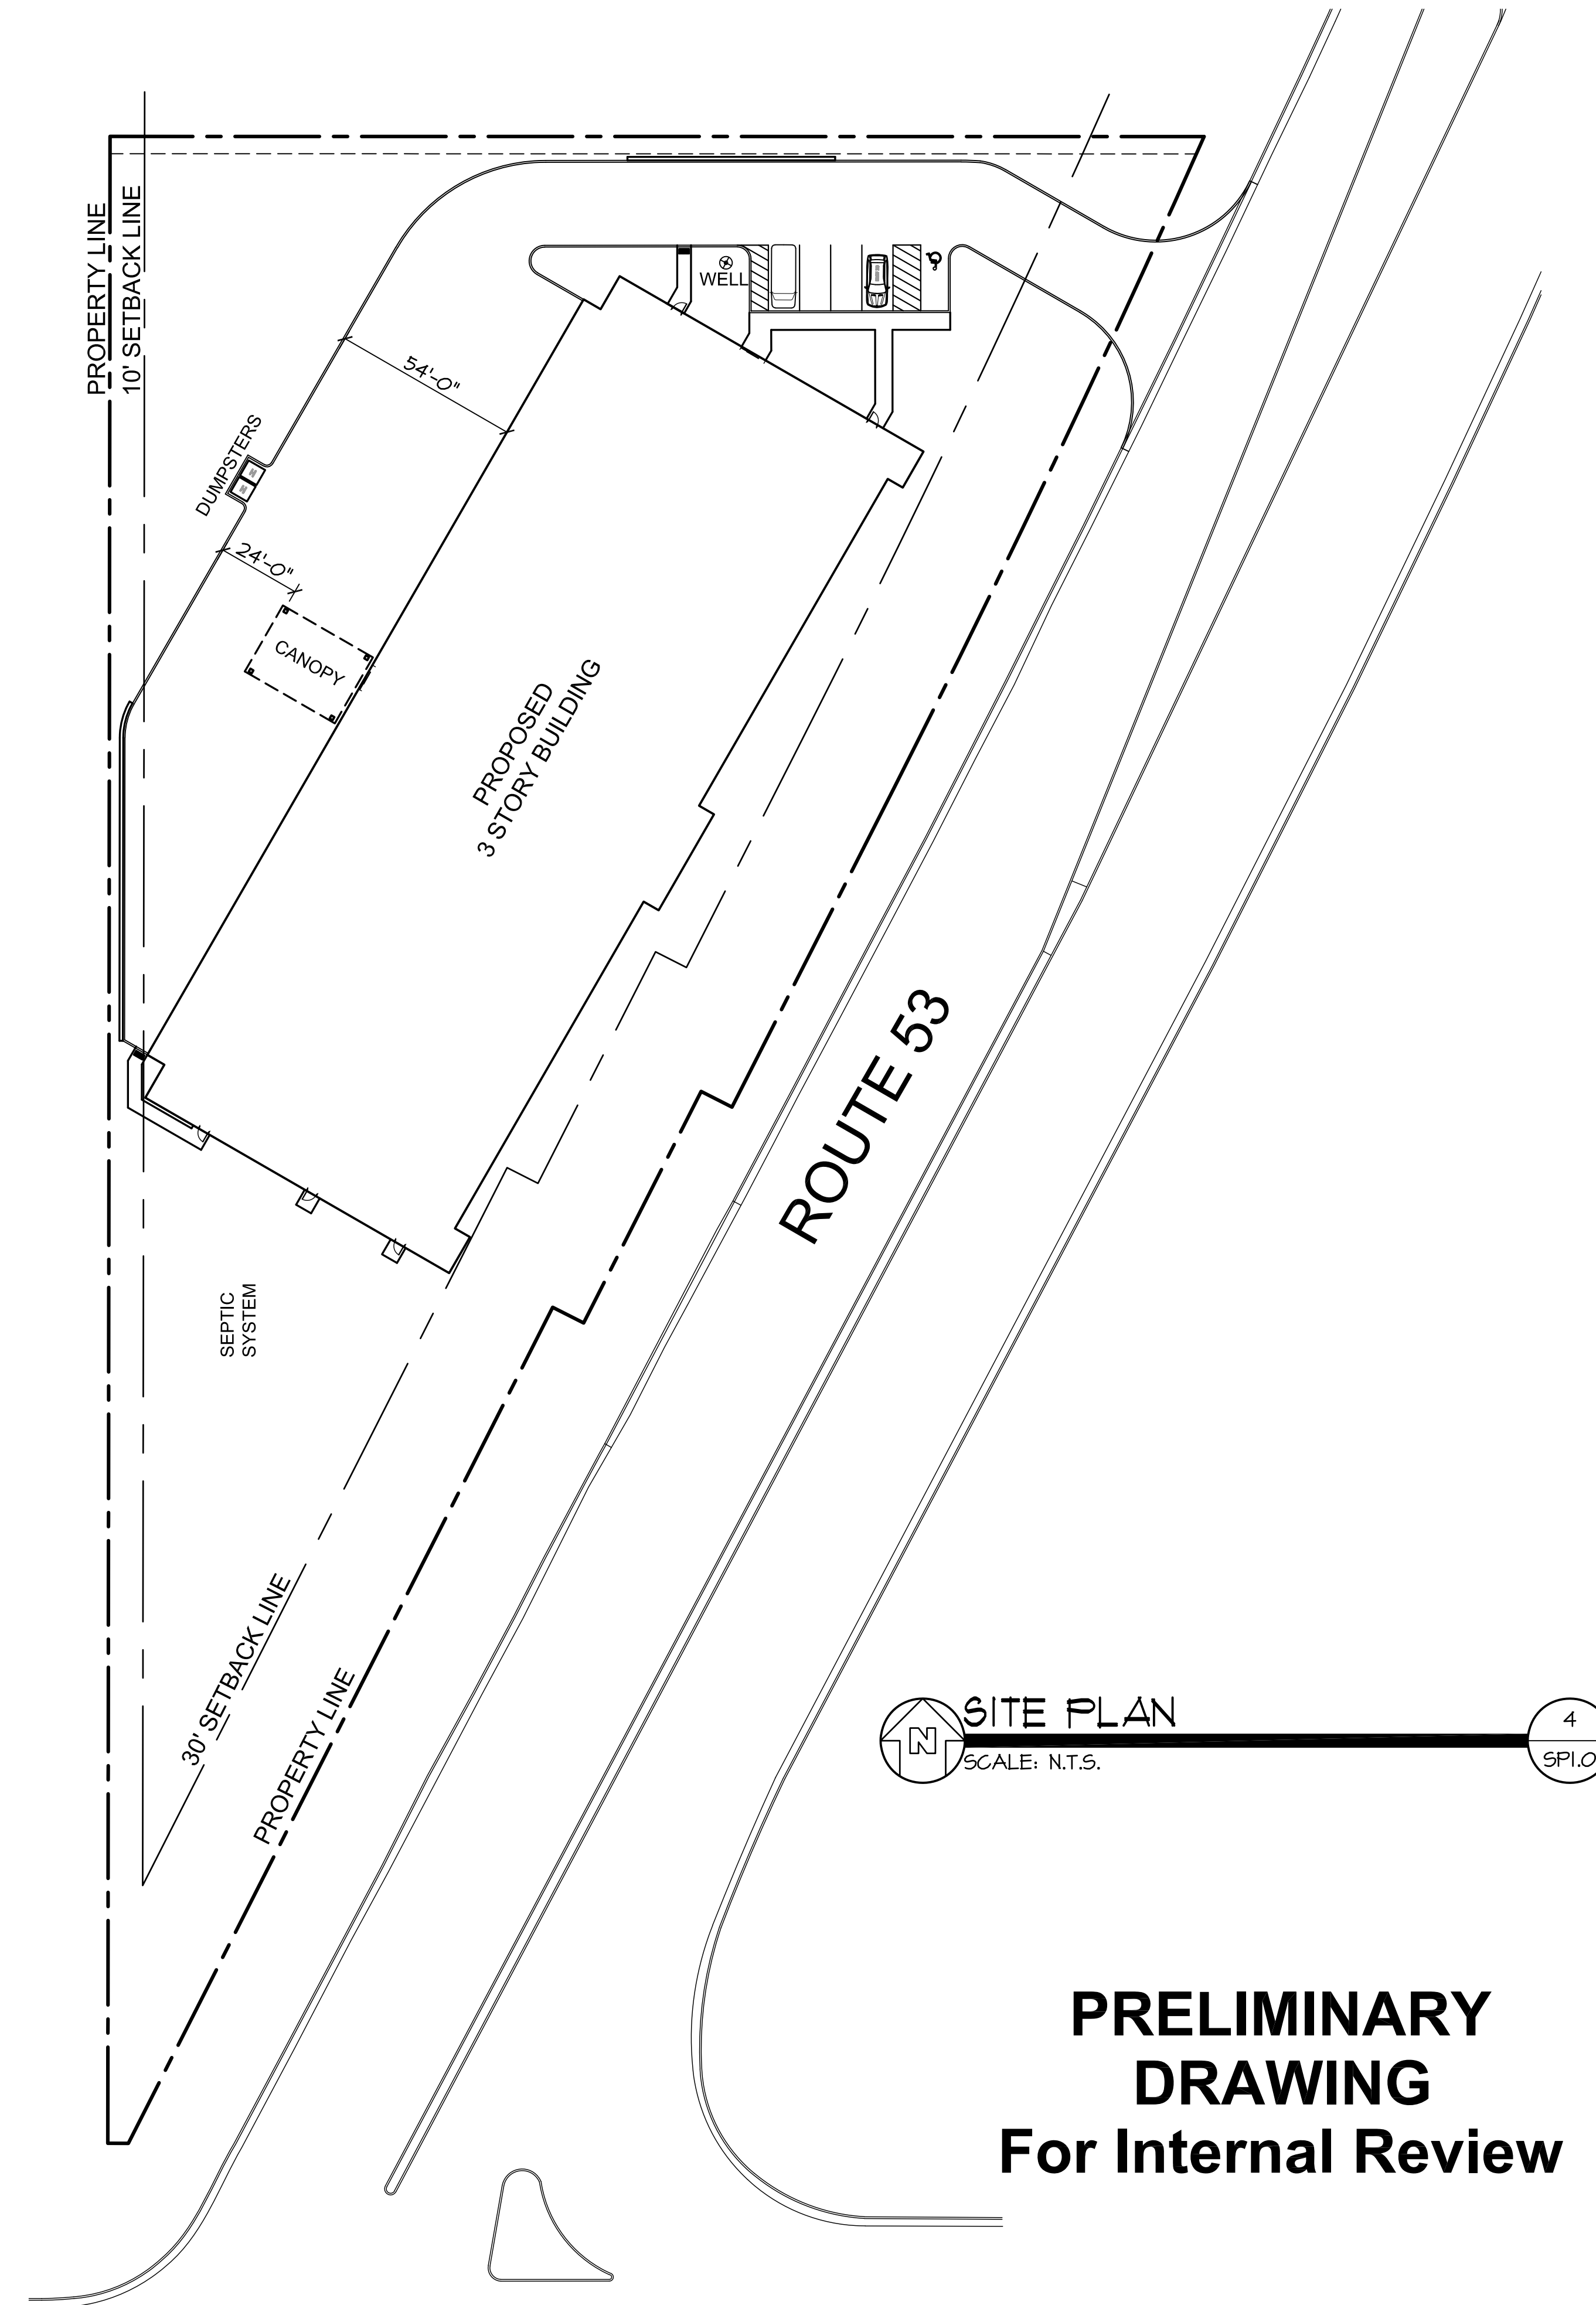 PROPERTY LINE
10' SETBACK LINE
WELL
54'-0"
DUMPSTERS
24'-0"
CANOPY
PROPOSED
3 STORY BUILDING
ROUTE 53
SEPTIC
SYSTEM
30' SETBACK LINE
PROPERTY LINE
N
SITE PLAN
SCALE: N.T.S.
4
SP1.0
PRELIMINARY
DRAWING
For Internal Review